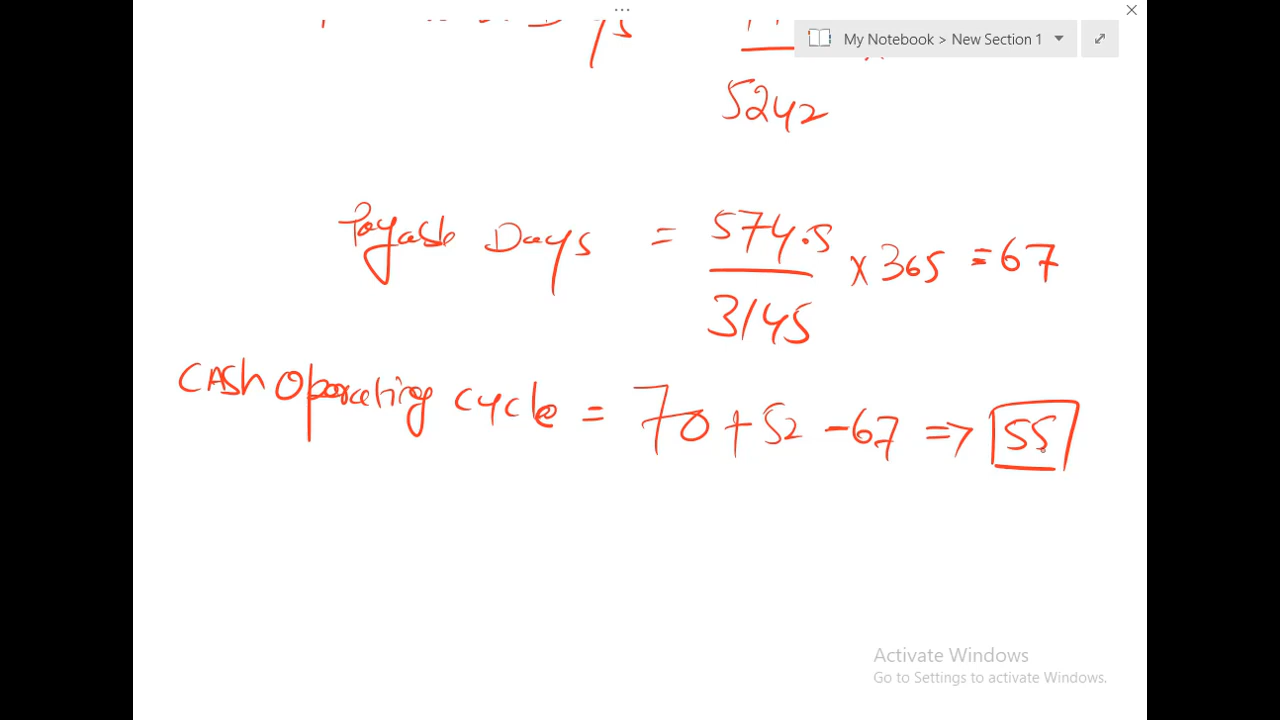 My Notebook > New Section 1
5242
Payable Days = 574.5
× 365 = 67
3145
Cash Operating cycle = 70 + 52 - 67 => 55
Activate Windows
Go to Settings to activate Windows.